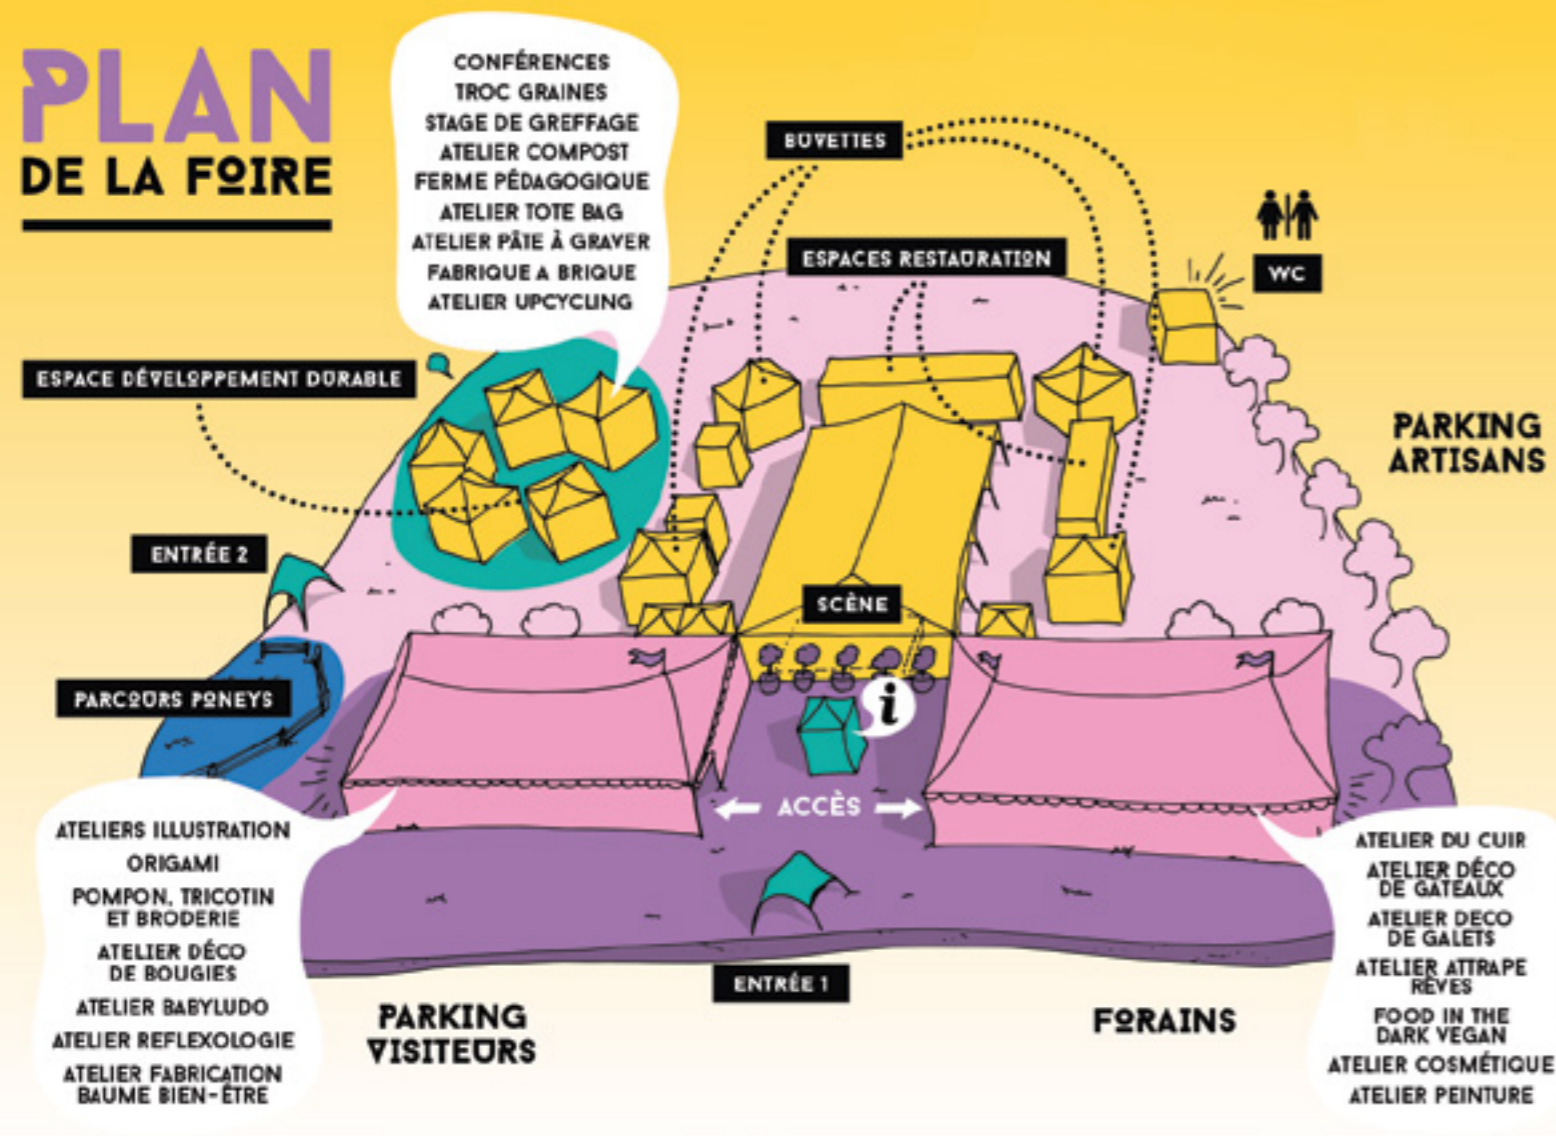 PLAN
DE LA FOIRE
CONFÉRENCES
TROC GRAINES
STAGE DE GREFFAGE
ATELIER COMPOST
FERME PÉDAGOGIQUE
ATELIER TOTE BAG
ATELIER PÂTE À GRAVER
FABRIQUE A BRIQUE
ATELIER UPCYCLING
BUVETTES
ESPACES RESTAURATION
WC
ESPACE DÉVELOPPEMENT DURABLE
PARKING
ARTISANS
ENTRÉE 2
SCÈNE
PARCOURS PONEYS
i
ACCÈS
ATELIERS ILLUSTRATION
ORIGAMI
POMPON, TRICOTIN
ET BRODERIE
ATELIER DÉCO
DE BOUGIES
ATELIER BABYLUDO
ATELIER REFLEXOLOGIE
ATELIER FABRICATION
BAUME BIEN-ÊTRE
ENTRÉE 1
PARKING
VISITEURS
FORAINS
ATELIER DU CUIR
ATELIER DÉCO
DE GATEAUX
ATELIER DECO
DE GALETS
ATELIER ATTRAPE
RÊVES
FOOD IN THE
DARK VEGAN
ATELIER COSMÉTIQUE
ATELIER PEINTURE